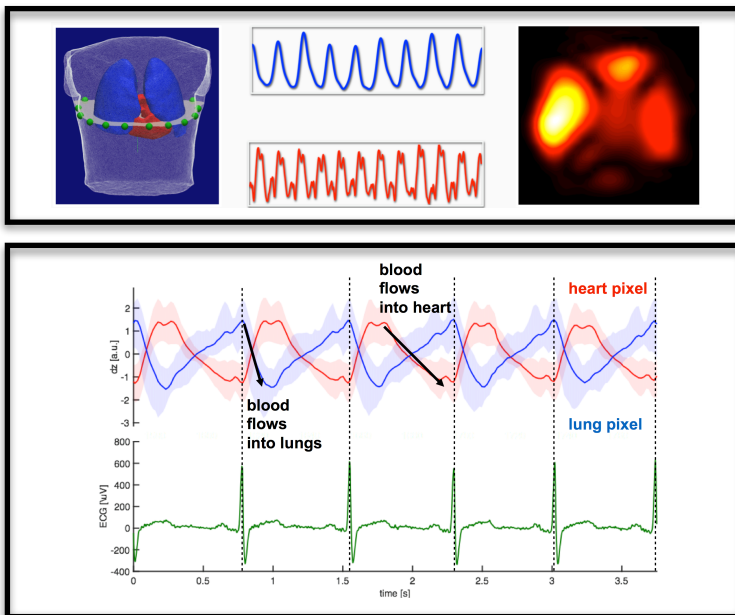 blood
flows
into heart
heart pixel
2
1
0
-1
-2
-3
dz [a.u.]
blood
flows
into lungs
lung pixel
800
600
400
200
0
-200
-400
ECG [\uV]
0
0.5
1
1.5
2
2.5
3
3.5
time [s]